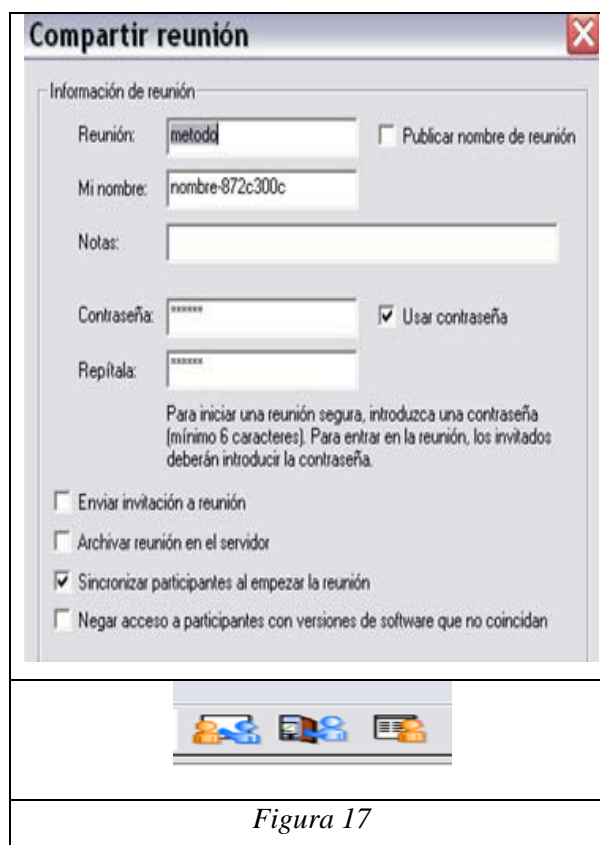 Compartir reunión
Información de reunión
Reunión: metodo Publicar nombre de reunión
Mi nombre: nombre-872c300c
Notas:
Contraseña: ****** Usar contraseña
Repítala: ******
Para iniciar una reunión segura, introduzca una contraseña
(mínimo 6 caracteres). Para entrar en la reunión, los invitados
deberán introducir la contraseña.
Enviar invitación a reunión
Archivar reunión en el servidor
Sincronizar participantes al empezar la reunión
Negar acceso a participantes con versiones de software que no coincidan
Figura 17